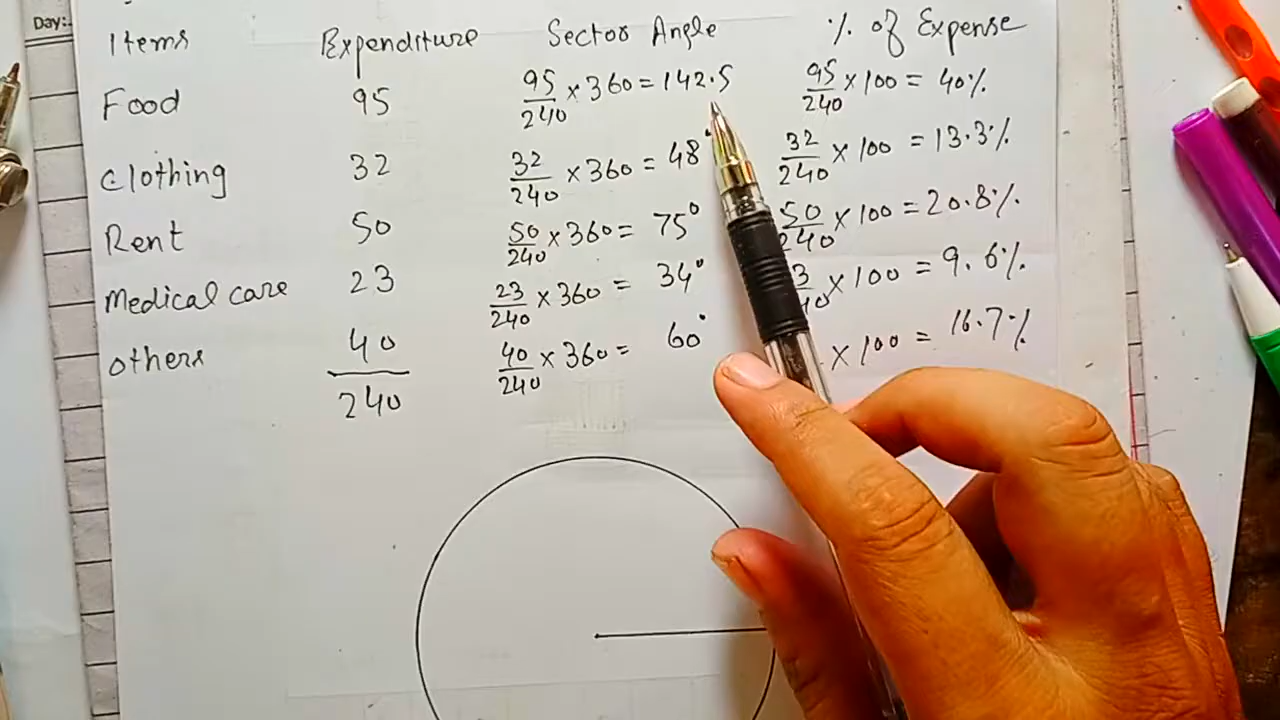 Day:
Items Expenditure Sector Angle % of Expense
Food 95 95/240 × 360 = 142.5 95/240 × 100 = 40%
Clothing 32 32/240 × 360 = 48° 32/240 × 100 = 13.3%
Rent 50 50/240 × 360 = 75° 50/240 × 100 = 20.8%
Medical care 23 23/240 × 360 = 34° 3/40 × 100 = 9.6%
others 40 40/240 × 360 = 60° × 100 = 16.7%
240